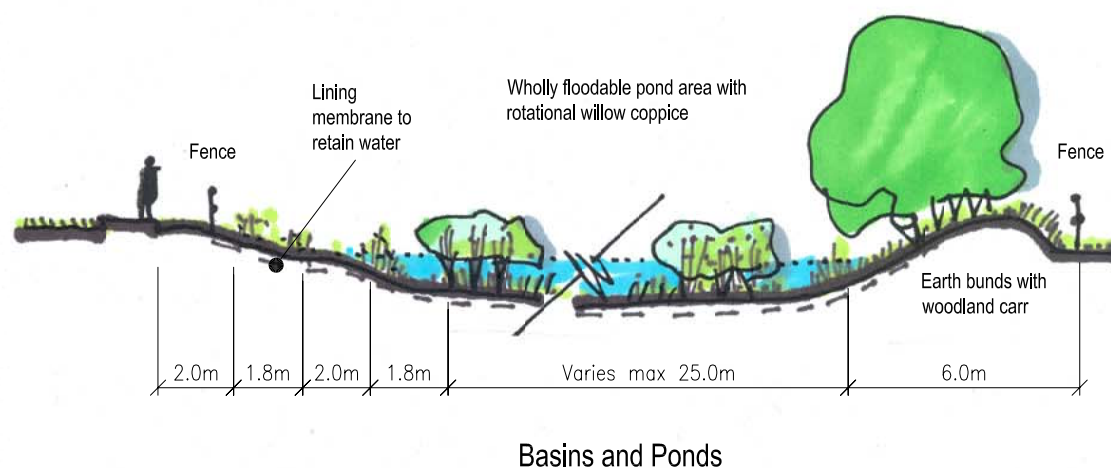 Lining
membrane to
retain water
Wholly floodable pond area with
rotational willow coppice
Fence
Fence
Earth bunds with
woodland carr
2.0m
1.8m
2.0m
1.8m
Varies max 25.0m
6.0m
Basins and Ponds